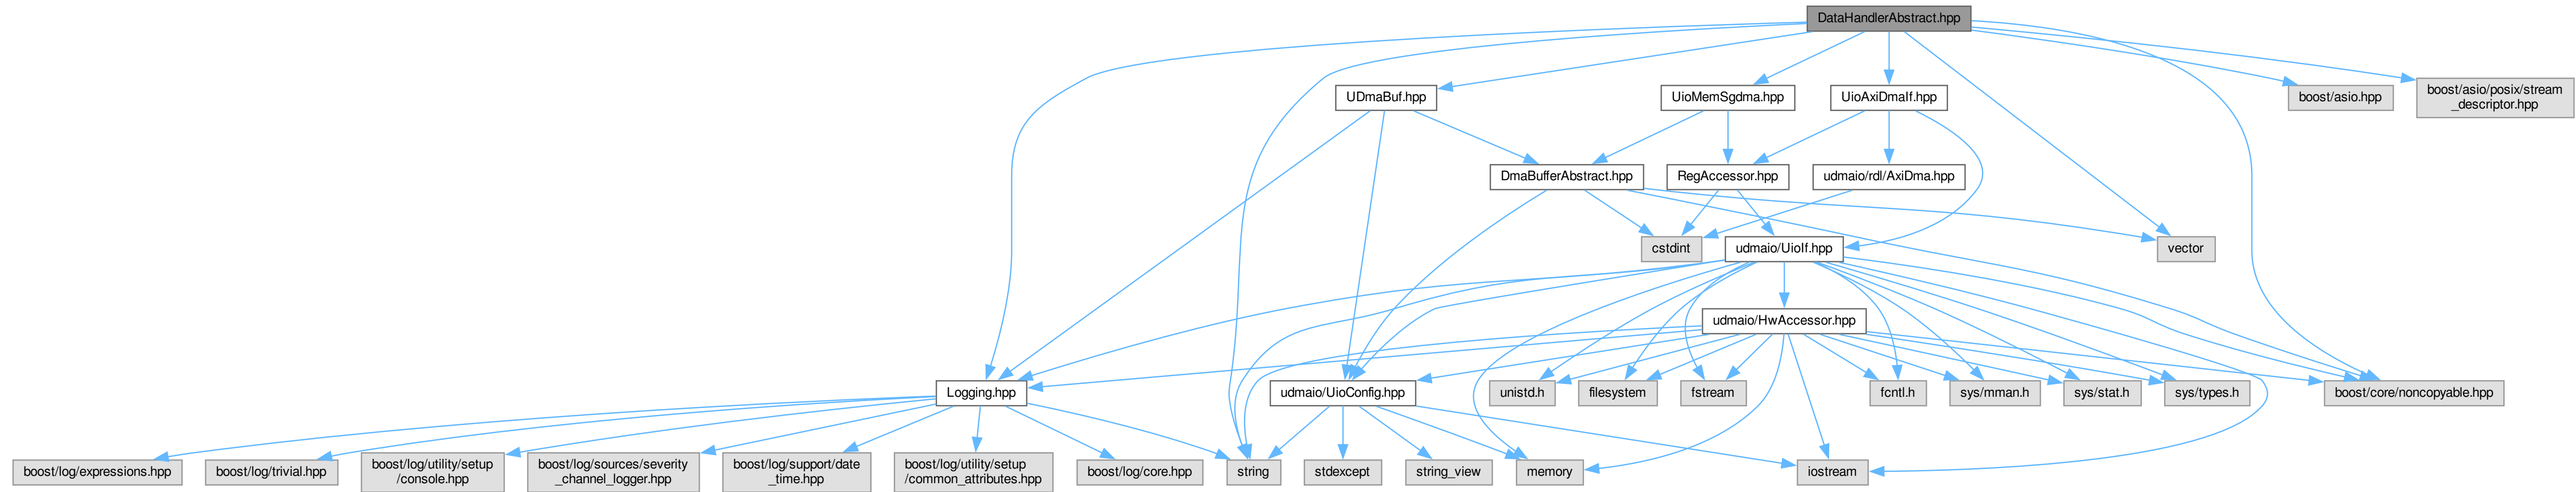 DataHandlerAbstract.hpp
UDmaBuf.hpp
UioMemSgdma.hpp
UioAxiDmaIf.hpp
boost/asio.hpp
boost/asio/posix/stream
_descriptor.hpp
DmaBufferAbstract.hpp
RegAccessor.hpp
udmaio/rdl/AxiDma.hpp
cstdint
udmaio/UioIf.hpp
vector
udmaio/HwAccessor.hpp
Logging.hpp
udmaio/UioConfig.hpp
unistd.h
filesystem
fstream
fcntl.h
sys/mman.h
sys/stat.h
sys/types.h
boost/core/noncopyable.hpp
boost/log/expressions.hpp
boost/log/trivial.hpp
boost/log/utility/setup
/console.hpp
boost/log/sources/severity
_channel_logger.hpp
boost/log/support/date
_time.hpp
boost/log/utility/setup
/common_attributes.hpp
boost/log/core.hpp
string
stdexcept
string_view
memory
iostream